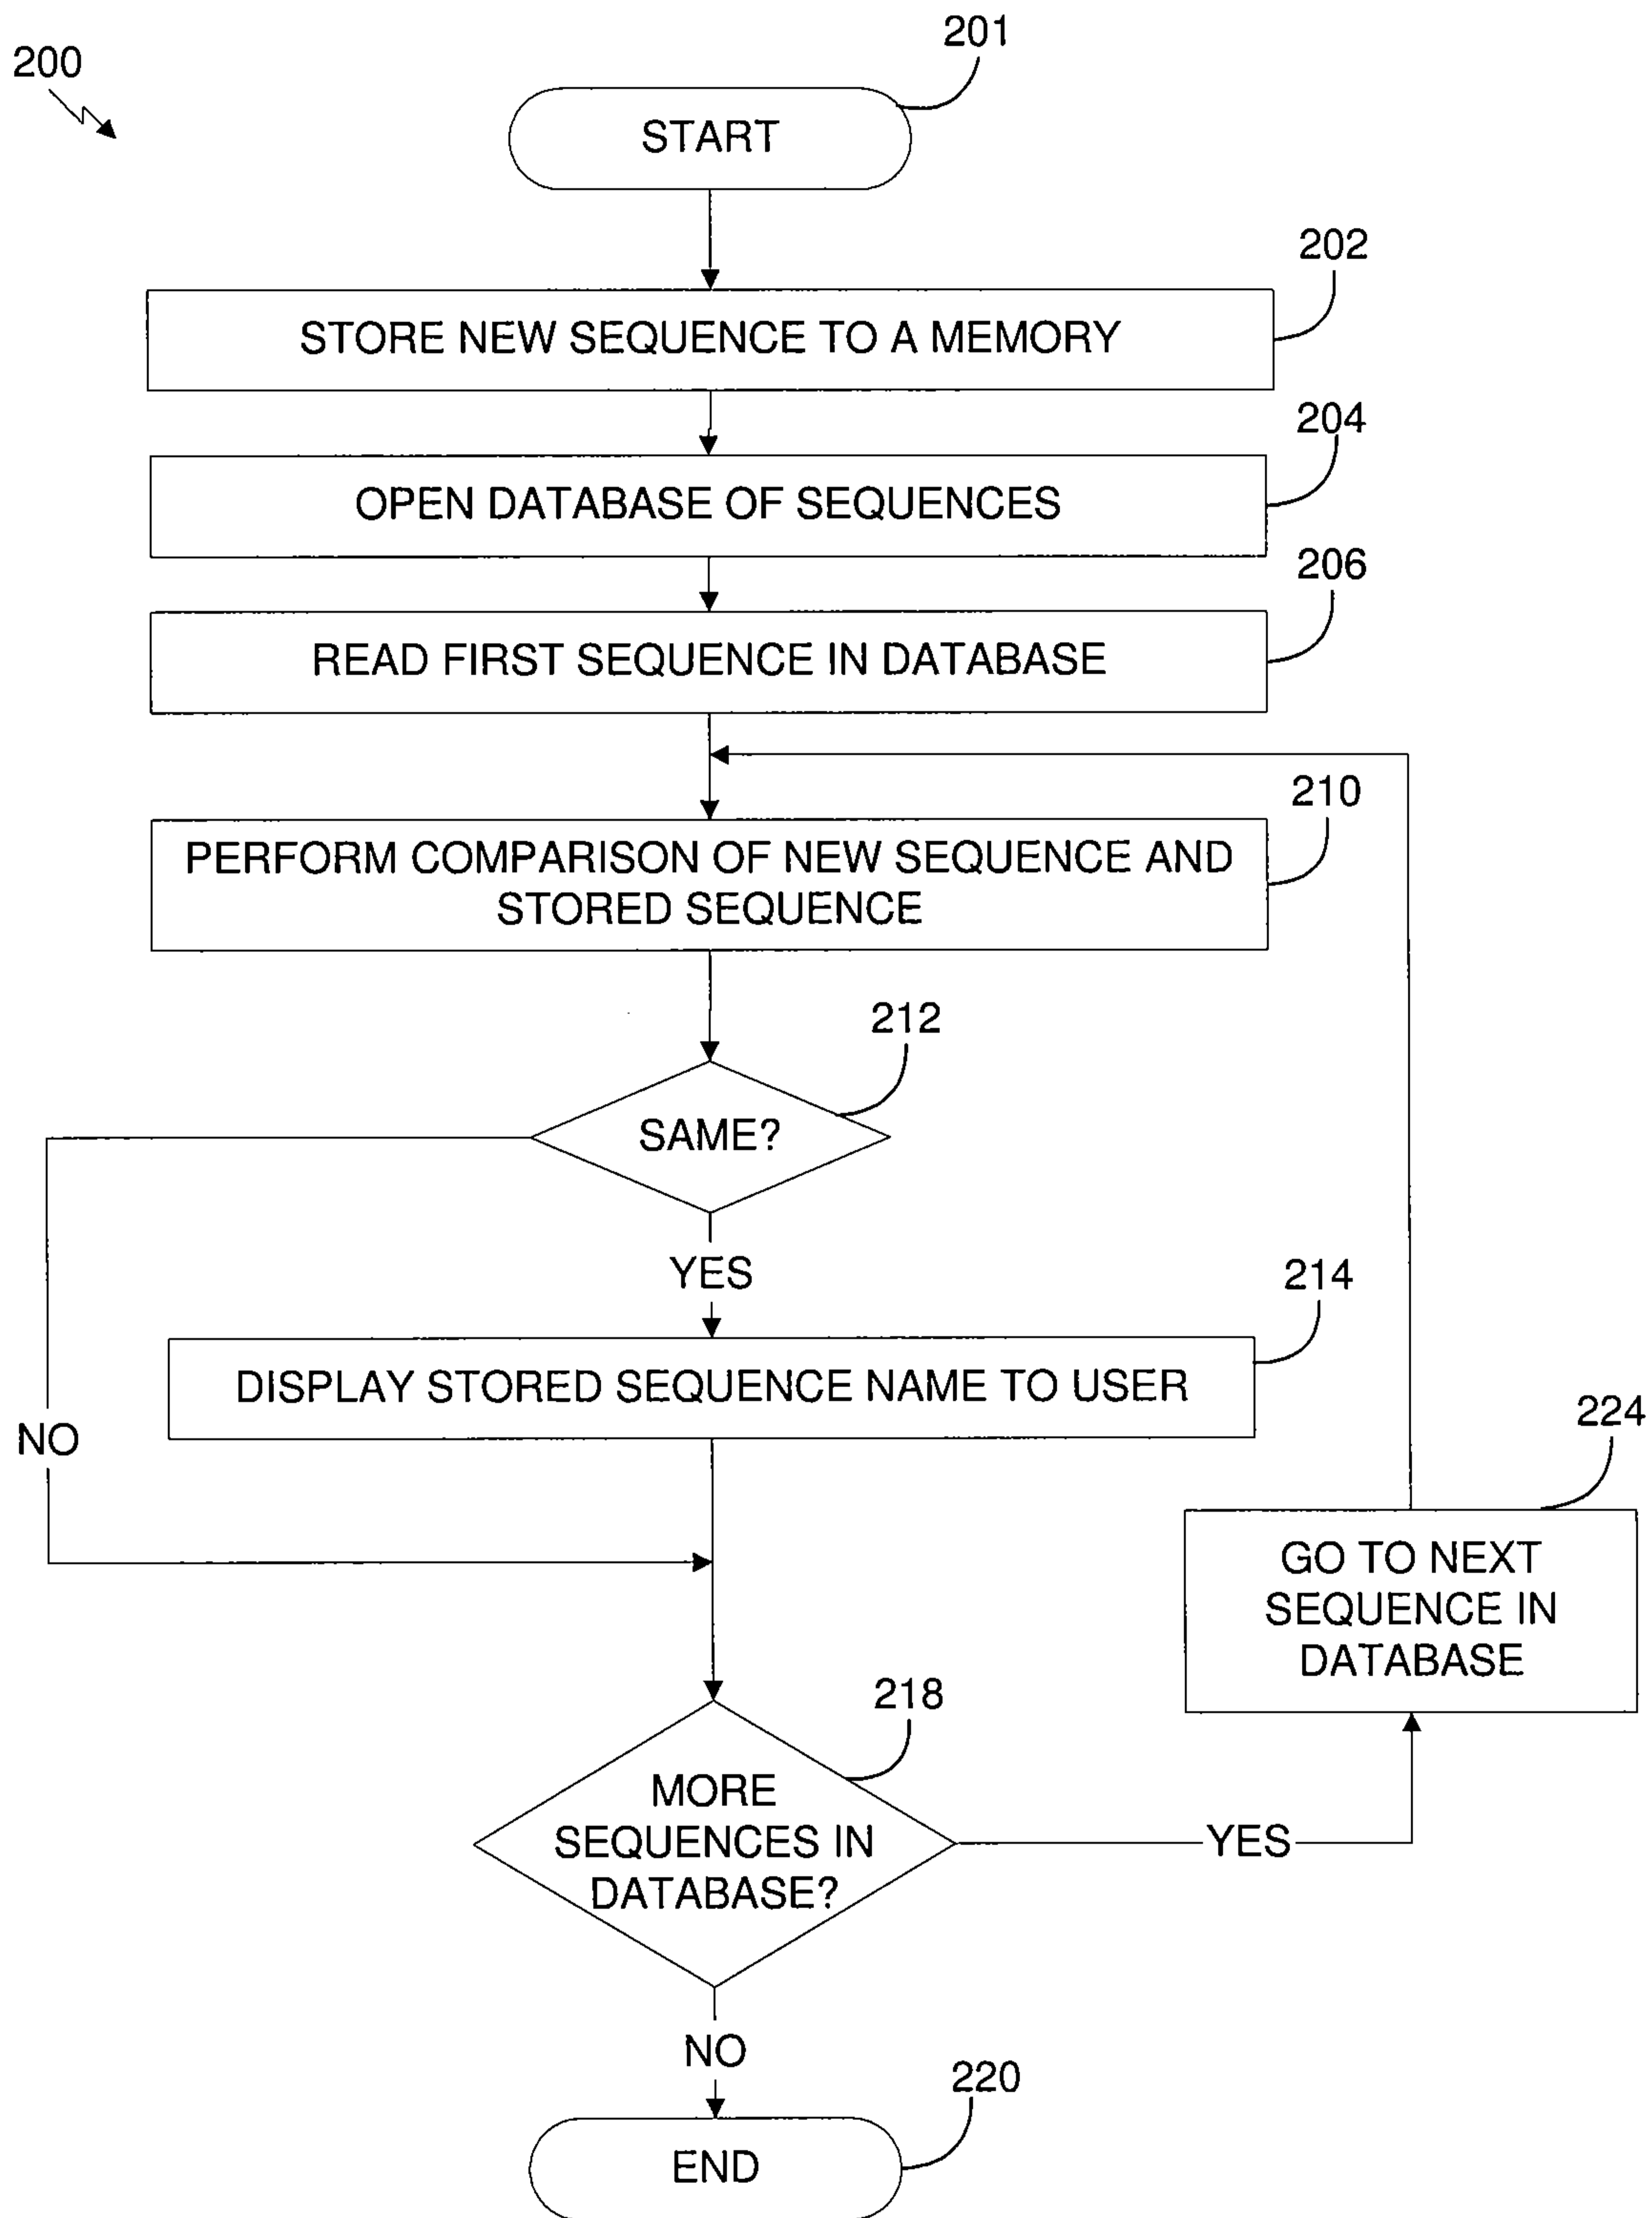 201
200
START
202
STORE NEW SEQUENCE TO A MEMORY
204
OPEN DATABASE OF SEQUENCES
206
READ FIRST SEQUENCE IN DATABASE
210
PERFORM COMPARISON OF NEW SEQUENCE AND
STORED SEQUENCE
212
SAME?
YES
214
DISPLAY STORED SEQUENCE NAME TO USER
NO
224
GO TO NEXT
SEQUENCE IN
DATABASE
218
MORE
SEQUENCES IN
DATABASE?
YES
NO
220
END